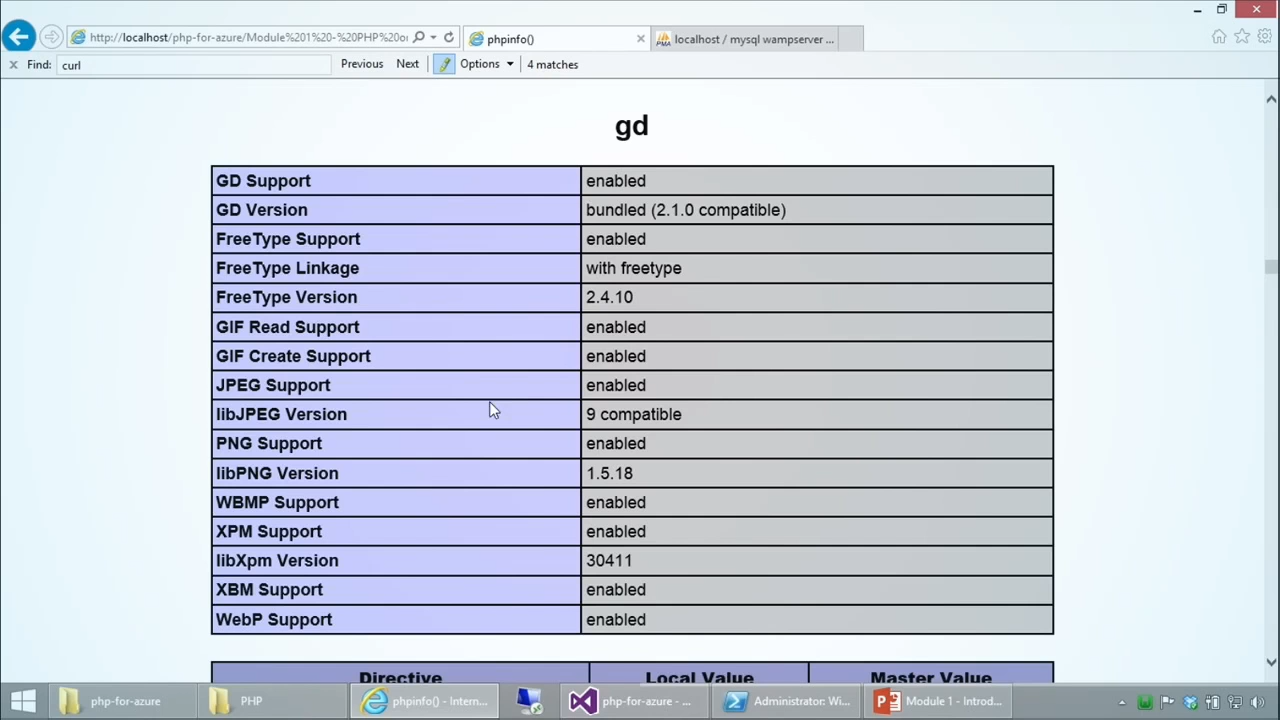 http://localhost/php-for-azure/Module%201%20-%20PHP%20o
phpinfo()
localhost / mysql wampserver ...
Find: curl Previous Next Options 4 matches
gd
GD Support enabled
GD Version bundled (2.1.0 compatible)
FreeType Support enabled
FreeType Linkage with freetype
FreeType Version 2.4.10
GIF Read Support enabled
GIF Create Support enabled
JPEG Support enabled
libJPEG Version 9 compatible
PNG Support enabled
libPNG Version 1.5.18
WBMP Support enabled
XPM Support enabled
libXpm Version 30411
XBM Support enabled
WebP Support enabled
Directive Local Value Master Value
php-for-azure PHP phpinfo() - Intern... php-for-azure - ... Administrator: Wi... Module 1 - Introd...